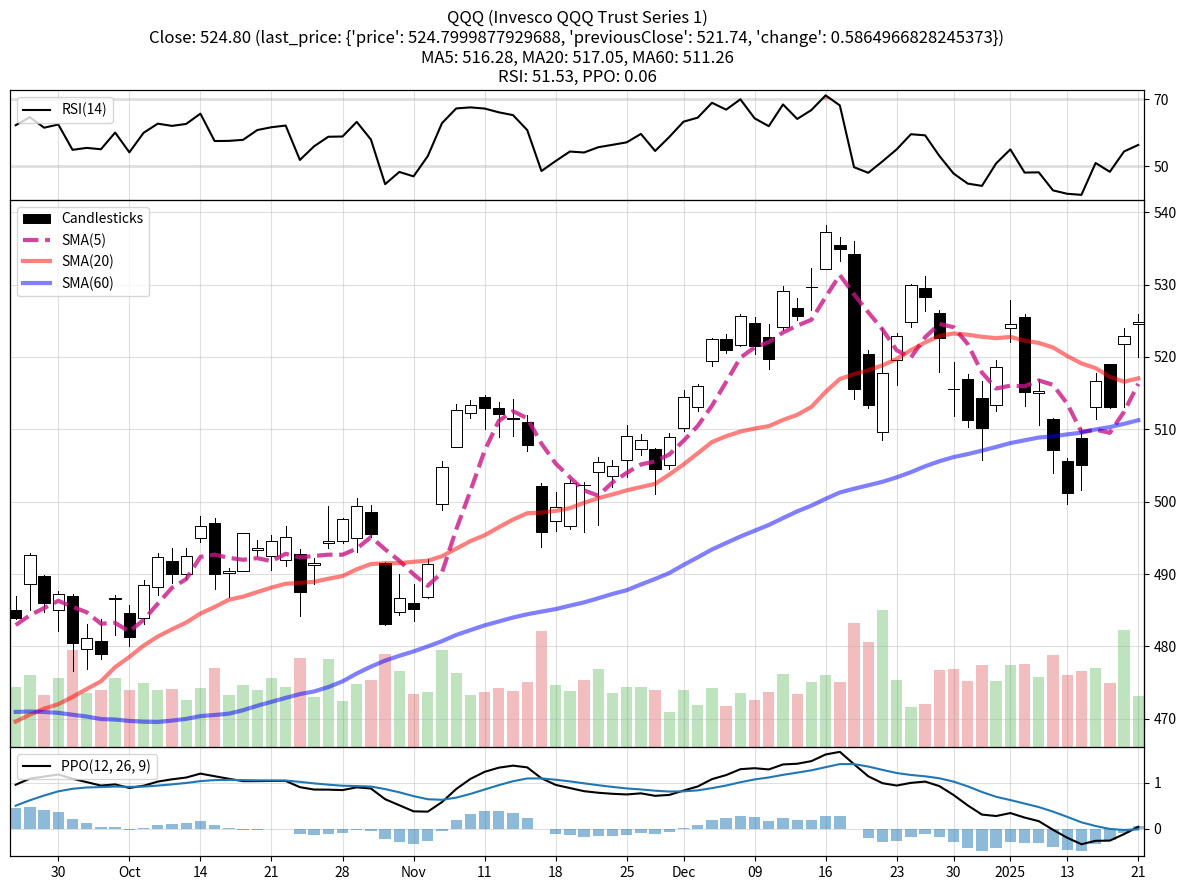 QQQ (Invesco QQQ Trust Series 1)
Close: 524.80 (last_price: {'price': 524.7999877929688, 'previousClose': 521.74, 'change': 0.5864966828245373})
MA5: 516.28, MA20: 517.05, MA60: 511.26
RSI: 51.53, PPO: 0.06
RSI(14)
70
50
Candlesticks
SMA(5)
SMA(20)
SMA(60)
540
530
520
510
500
490
480
470
PPO(12, 26, 9)
1
0
30 Oct 14 21 28 Nov 11 18 25 Dec 09 16 23 30 2025 13 21